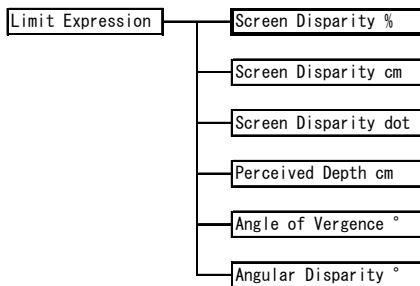 Limit Expression
Screen Disparity %
Screen Disparity cm
Screen Disparity dot
Perceived Depth cm
Angle of Vergence °
Angular Disparity °